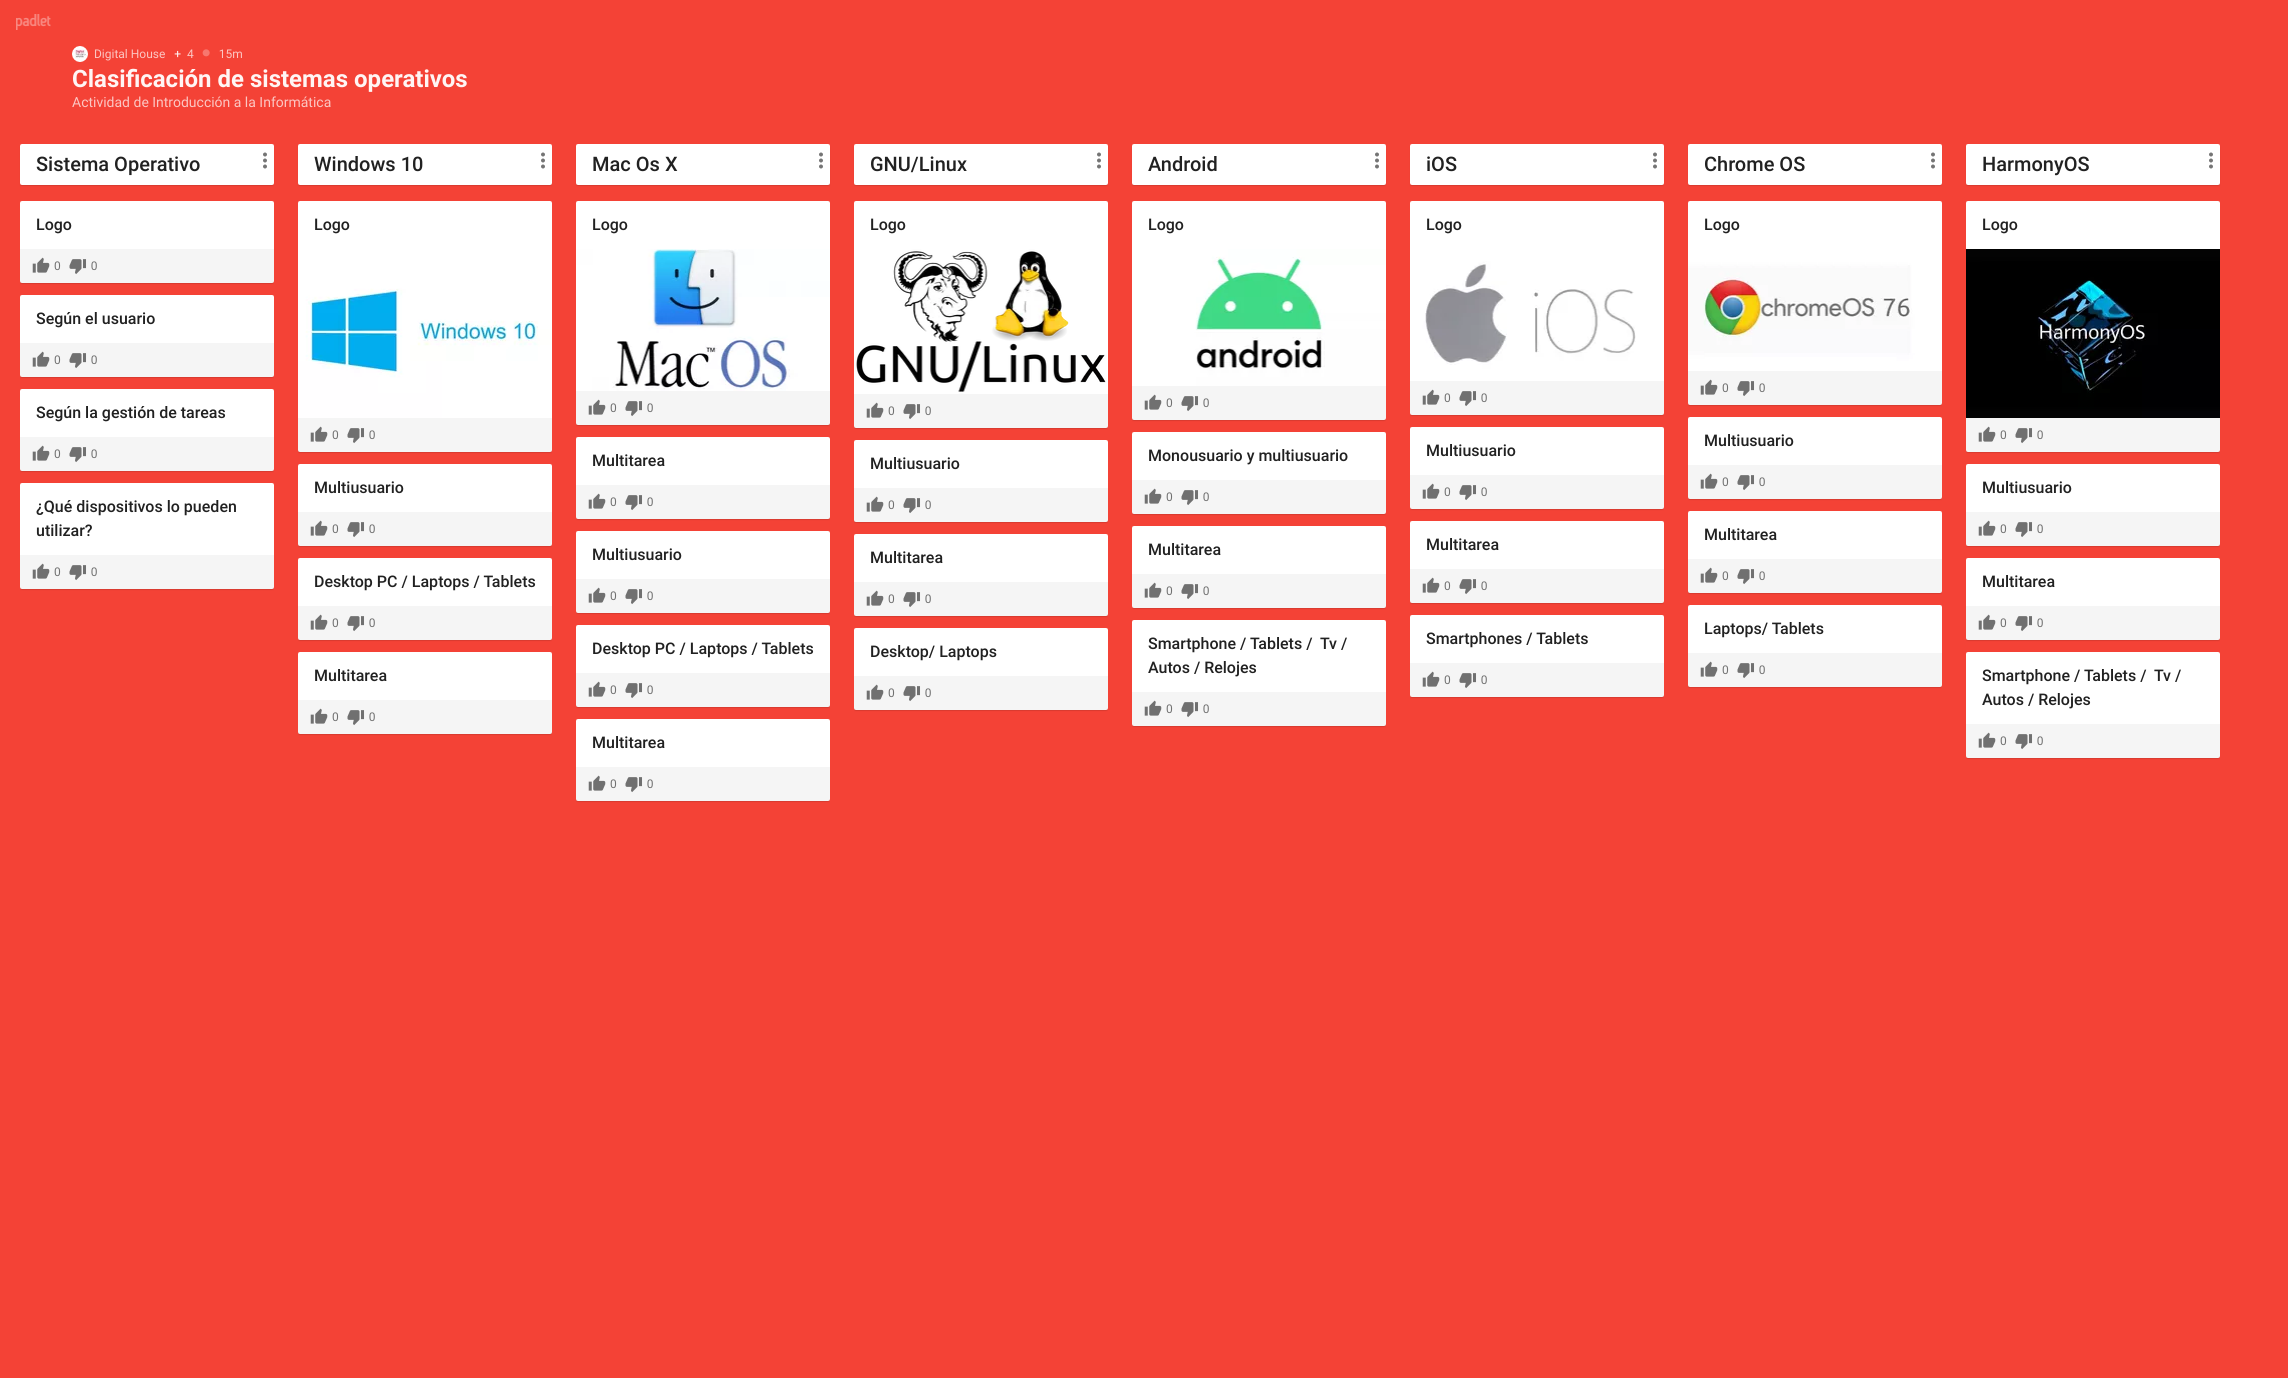 padlet
Digital House + 4 15m
Clasificación de sistemas operativos
Actividad de Introducción a la Informática
Sistema Operativo
Logo
0 0
Según el usuario
0 0
Según la gestión de tareas
0 0
¿Qué dispositivos lo pueden
utilizar?
0 0
Windows 10
Logo
Windows 10
0 0
Multiusuario
0 0
Desktop PC / Laptops / Tablets
0 0
Multitarea
0 0
Mac Os X
Logo
Mac™ OS
0 0
Multitarea
0 0
Multiusuario
0 0
Desktop PC / Laptops / Tablets
0 0
Multitarea
0 0
GNU/Linux
Logo
GNU/Linux
0 0
Multiusuario
0 0
Multitarea
0 0
Desktop/ Laptops
0 0
Android
Logo
android
0 0
Monousuario y multiusuario
0 0
Multitarea
0 0
Smartphone / Tablets / Tv /
Autos / Relojes
0 0
iOS
Logo
iOS
0 0
Multiusuario
0 0
Multitarea
0 0
Smartphones / Tablets
0 0
Chrome OS
Logo
chromeOS 76
0 0
Multiusuario
0 0
Multitarea
0 0
Laptops/ Tablets
0 0
HarmonyOS
Logo
HarmonyOS
0 0
Multiusuario
0 0
Multitarea
0 0
Smartphone / Tablets / Tv /
Autos / Relojes
0 0